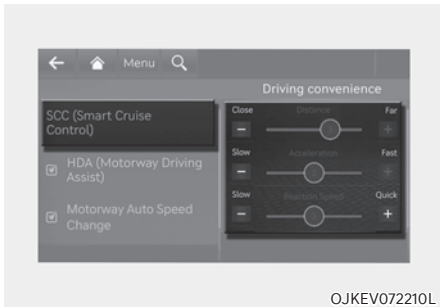 Menu
Driving convenience
SCC (Smart Cruise
Control)
HDA (Motorway Driving
Assist)
Motorway Auto Speed
Change
Close Distance Far
Slow Acceleration Fast
Slow Reaction Speed Quick
OJKEV072210L